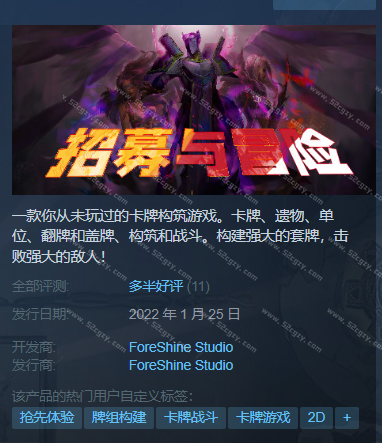 招募与冒险
一款你从未玩过的卡牌构筑游戏。卡牌、遗物、单
位、翻牌和盖牌、构筑和战斗。构建强大的套牌，击
败强大的敌人！
全部评测: 多半好评 (11)
发行日期: 2022 年 1 月 25 日
开发商: ForeShine Studio
发行商: ForeShine Studio
该产品的热门用户自定义标签：
抢先体验 牌组构建 卡牌战斗 卡牌游戏 2D +
www.52cgry.com